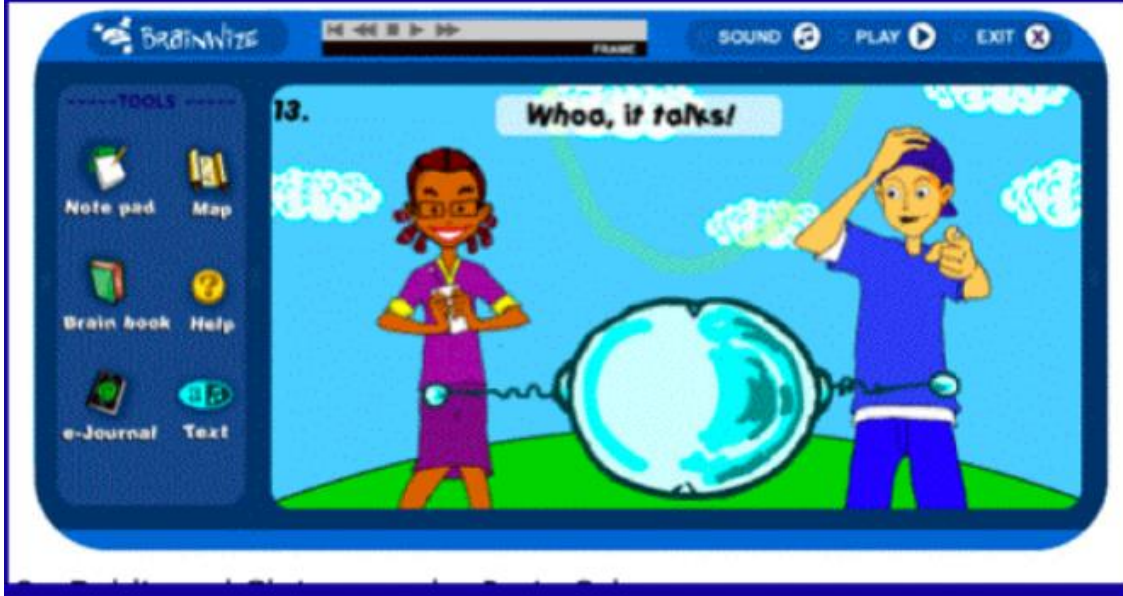 BRAINWIZE
FRAME
SOUND PLAY EXIT X
-----TOOLS-----
13.
Whoa, it talks!
Note pad Map
Brain book Help
e-Journal Text